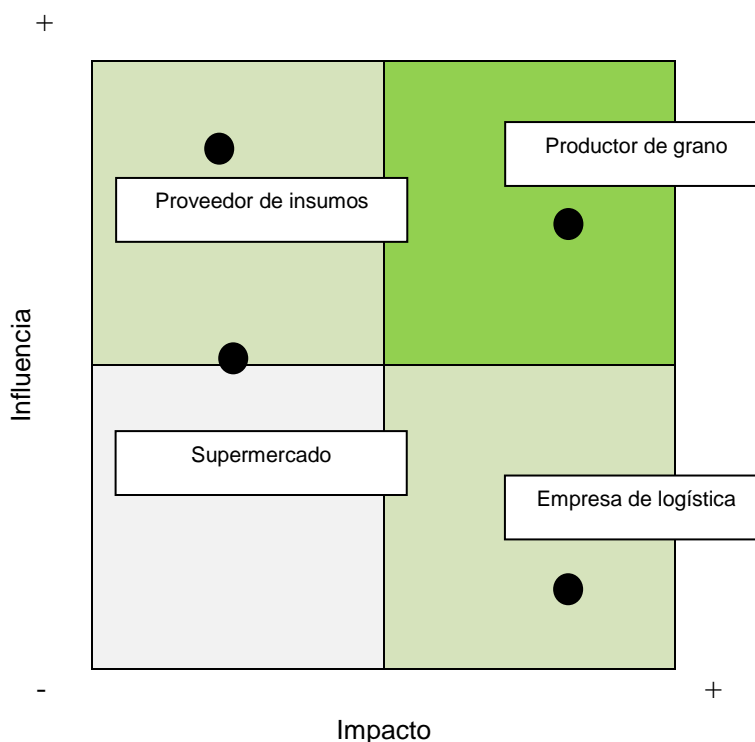 +
Productor de grano
Proveedor de insumos
Influencia
Supermercado
Empresa de logística
-
+
Impacto